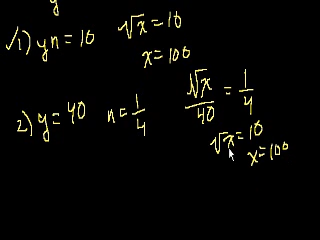 y
✓1) yn = 10 √x = 10
x = 100
2) y = 40 n = 1/4 √x/40 = 1/4
√x = 10
x = 100